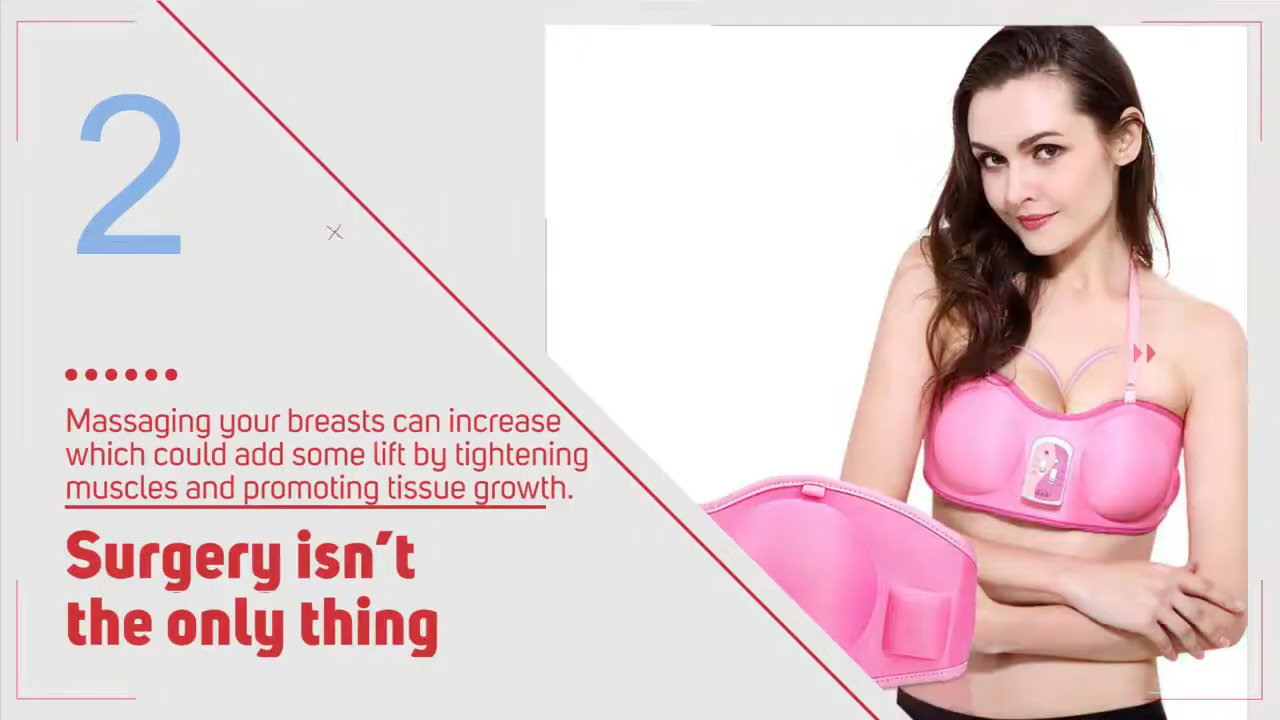 2
Massaging your breasts can increase
which could add some lift by tightening
muscles and promoting tissue growth.
Surgery isn't
the only thing